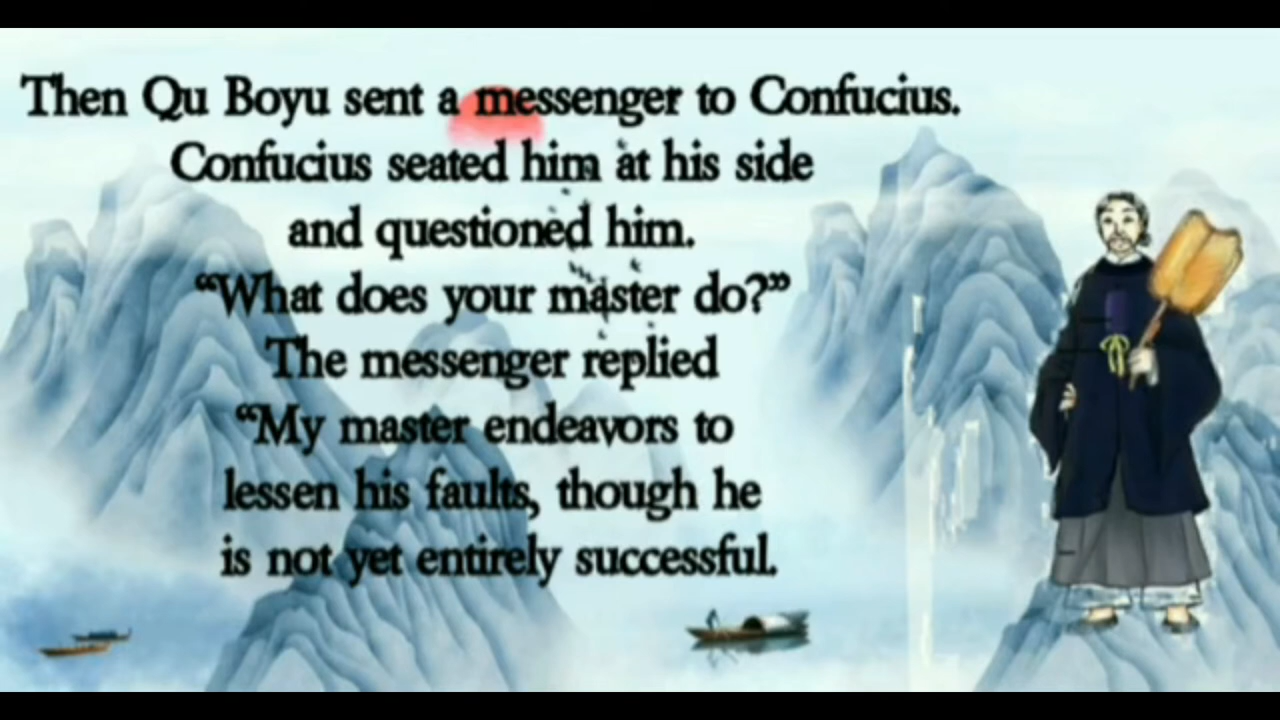 Then Qu Boyu sent a messenger to Confucius.
Confucius seated him at his side
and questioned him.
“What does your master do?”
The messenger replied
“My master endeavors to
lessen his faults, though he
is not yet entirely successful.